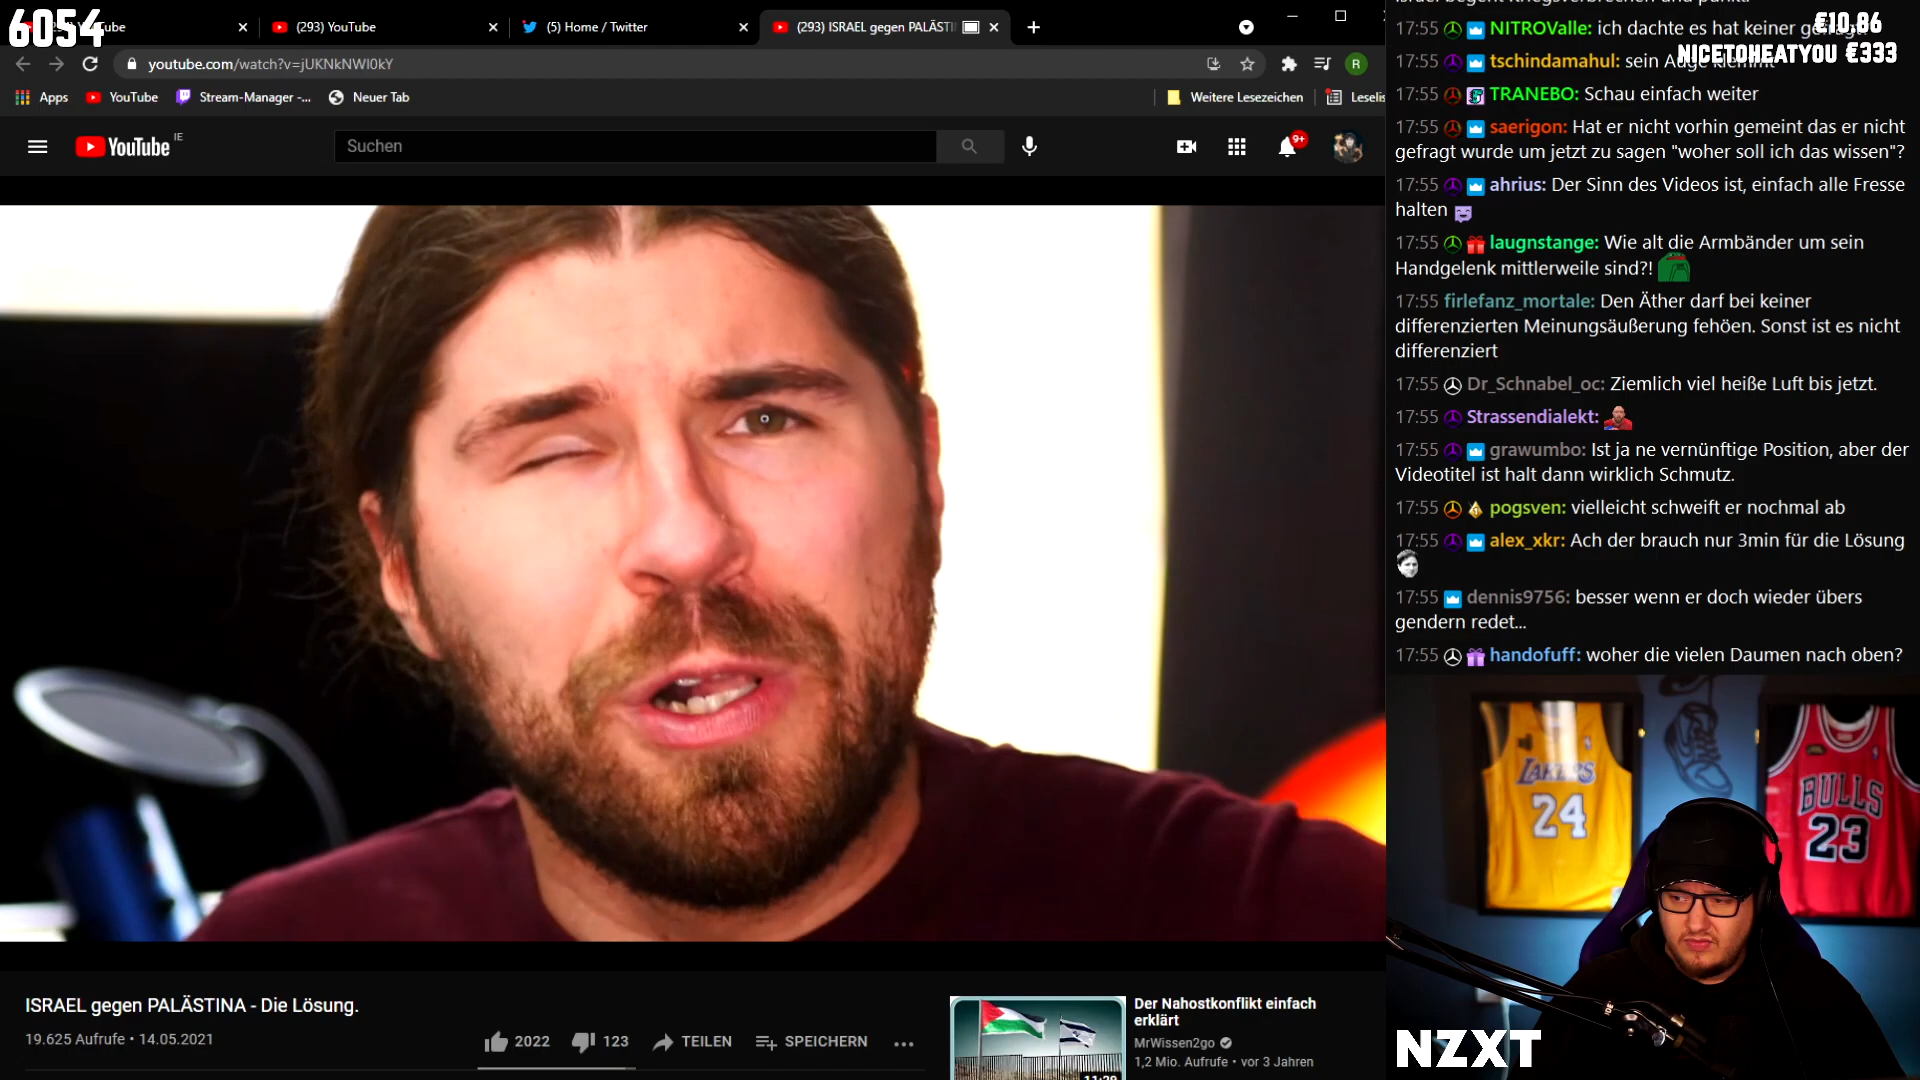 6054
(293) YouTube
(5) Home / Twitter
(293) ISRAEL gegen PALÄSTI
youtube.com/watch?v=jUKNkNWI0kY
R
Apps
YouTube
Stream-Manager -...
Neuer Tab
Weitere Lesezeichen
Leselis
YouTube
IE
Suchen
9+
ISRAEL gegen PALÄSTINA - Die Lösung.
19.625 Aufrufe • 14.05.2021
2022
123
TEILEN
SPEICHERN
Der Nahostkonflikt einfach
erklärt
MrWissen2go
1,2 Mio. Aufrufe • vor 3 Jahren
€10.86
NICETOHEATYOU €333
17:55 NITROValle: ich dachte es hat keiner gefragt.
17:55 tschindamahul: sein Auge klemmt
17:55 TRANEBO: Schau einfach weiter
17:55 saerigon: Hat er nicht vorhin gemeint das er nicht
gefragt wurde um jetzt zu sagen "woher soll ich das wissen"?
17:55 ahrius: Der Sinn des Videos ist, einfach alle Fresse
halten
17:55 laugnstange: Wie alt die Armbänder um sein
Handgelenk mittlerweile sind?!
17:55 firlefanz_mortale: Den Äther darf bei keiner
differenzierten Meinungsäußerung fehöen. Sonst ist es nicht
differenziert
17:55 Dr_Schnabel_oc: Ziemlich viel heiße Luft bis jetzt.
17:55 Strassendialekt:
17:55 grawumbo: Ist ja ne vernünftige Position, aber der
Videotitel ist halt dann wirklich Schmutz.
17:55 pogsven: vielleicht schweift er nochmal ab
17:55 alex_xkr: Ach der brauch nur 3min für die Lösung
17:55 dennis9756: besser wenn er doch wieder übers
gendern redet...
17:55 handofuff: woher die vielen Daumen nach oben?
LAKERS
24
BULLS
23
NZXT